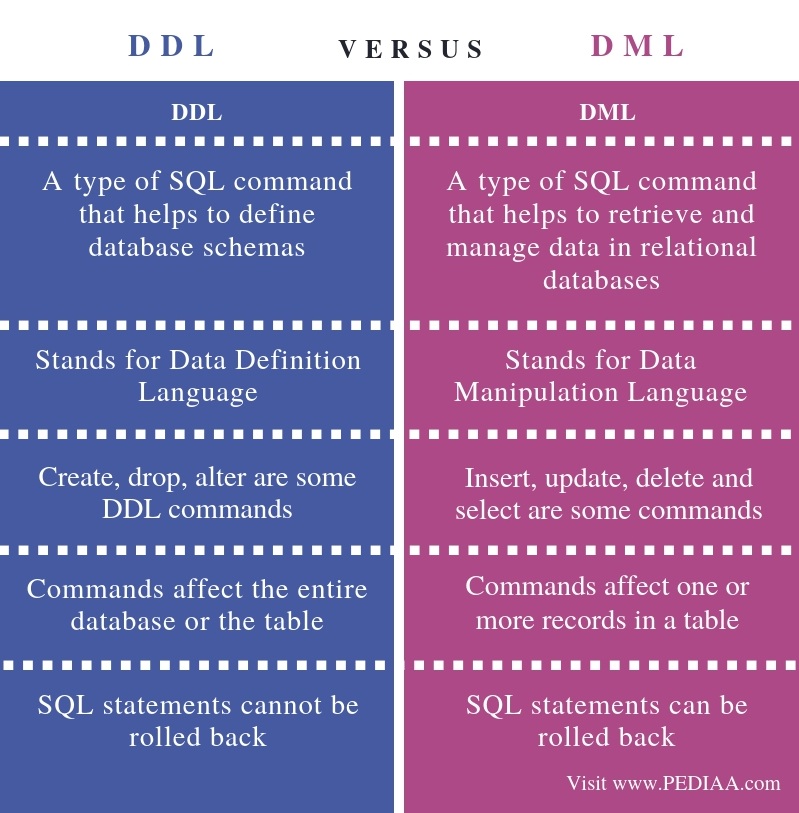 DDL VERSUS DML
DDL
A type of SQL command
that helps to define
database schemas
Stands for Data Definition
Language
Create, drop, alter are some
DDL commands
Commands affect the entire
database or the table
SQL statements cannot be
rolled back
DML
A type of SQL command
that helps to retrieve and
manage data in relational
databases
Stands for Data
Manipulation Language
Insert, update, delete and
select are some commands
Commands affect one or
more records in a table
SQL statements can be
rolled back
Visit www.PEDIAA.com